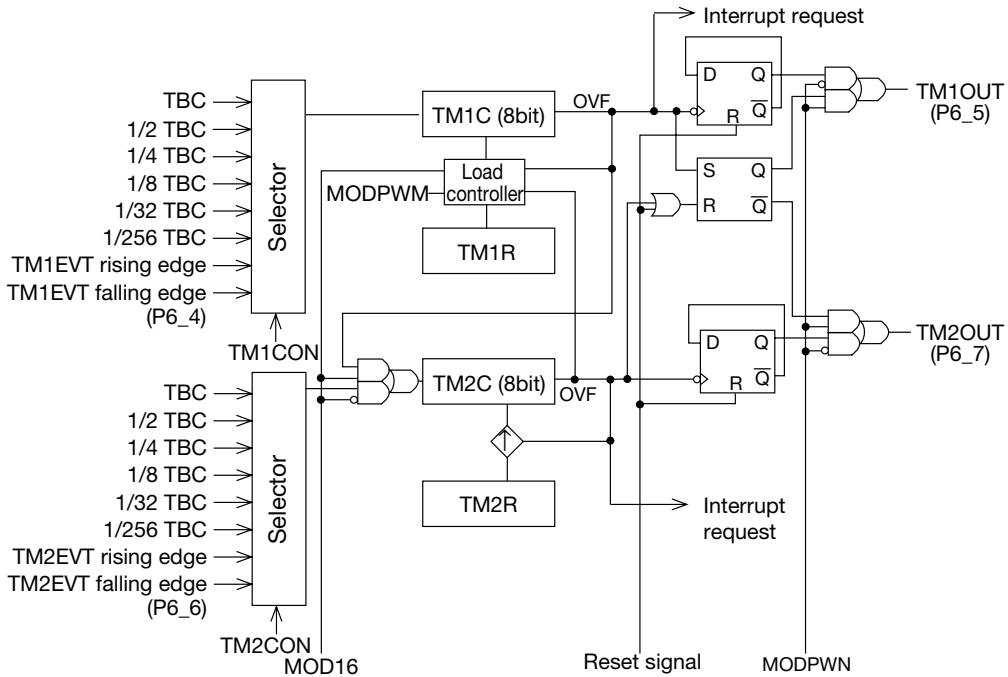 Interrupt request
TBC
1/2 TBC
1/4 TBC
1/8 TBC
1/32 TBC
1/256 TBC
TM1EVT rising edge
TM1EVT falling edge
(P6_4)
Selector
TM1CON
TM1C (8bit)
OVF
Load
controller
MODPWM
TM1R
D
Q
Q
R
S
Q
R
Q
TM1OUT
(P6_5)
TBC
1/2 TBC
1/4 TBC
1/8 TBC
1/32 TBC
1/256 TBC
TM2EVT rising edge
TM2EVT falling edge
(P6_6)
Selector
TM2CON
MOD16
TM2C (8bit)
OVF
TM2R
D
Q
R
Q
TM2OUT
(P6_7)
Interrupt
request
Reset signal
MODPWN